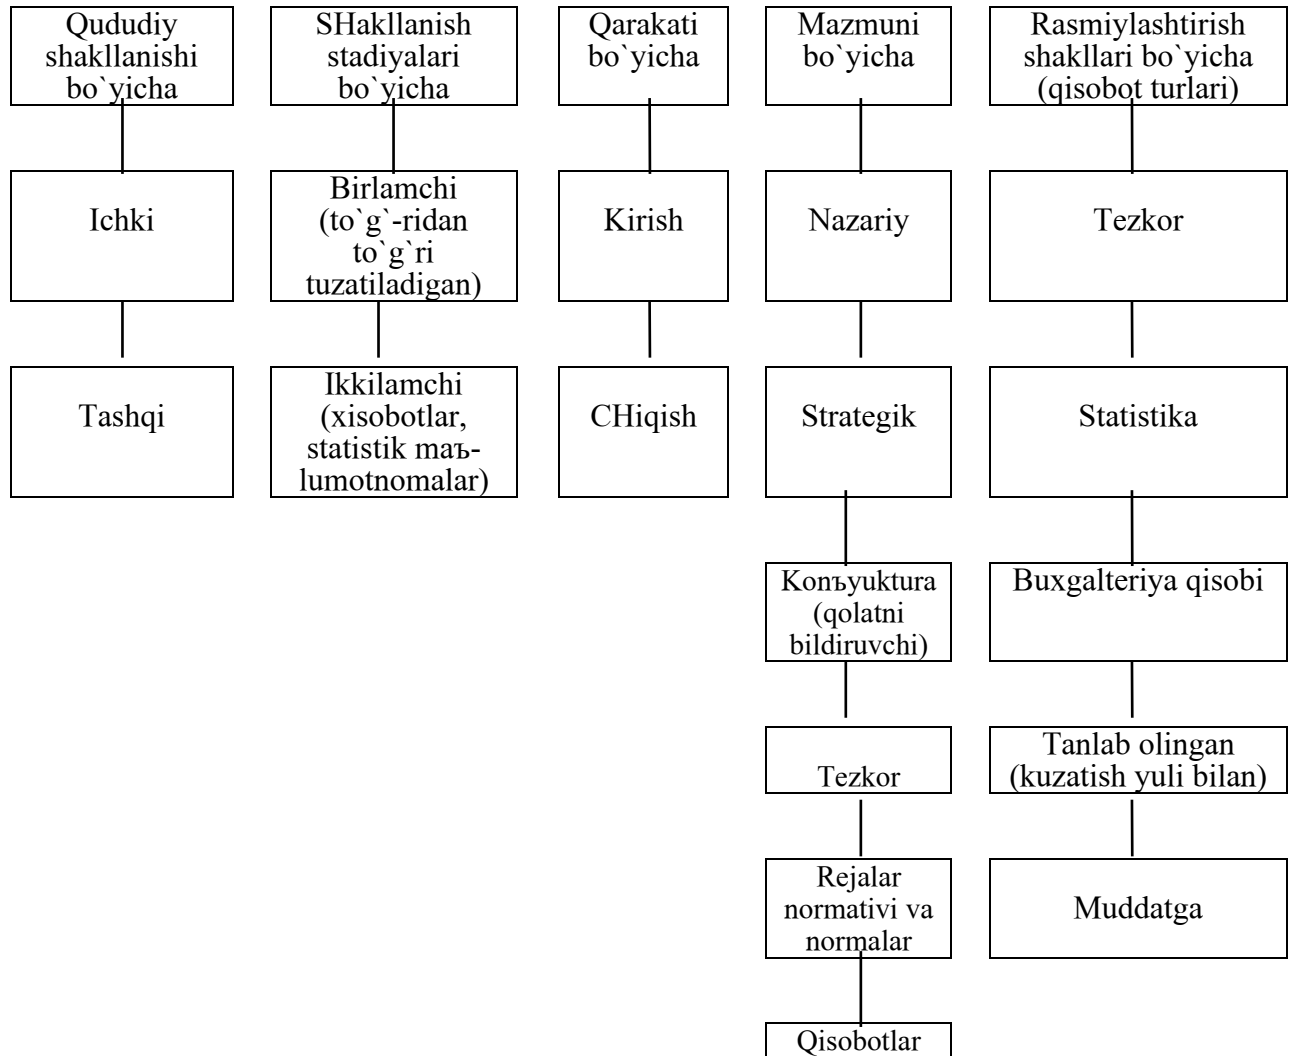 Qududiy
shakllanishi
bo`yicha
SHakllanish
stadiyalari
bo`yicha
Qarakati
bo`yicha
Mazmuni
bo`yicha
Rasmiylashtirish
shakllari bo`yicha
(qisobot turlari)
Ichki
Birlamchi
(to`g`-ridan
to`g`ri
tuzatiladigan)
Kirish
Nazariy
Tezkor
Tashqi
Ikkilamchi
(xisobotlar,
statistik maъ-
lumotnomalar)
CHiqish
Strategik
Statistika
Konъyuktura
(qolatni
bildiruvchi)
Buxgalteriya qisobi
Tezkor
Tanlab olingan
(kuzatish yuli bilan)
Rejalar
normativi va
normalar
Muddatga
Qisobotlar